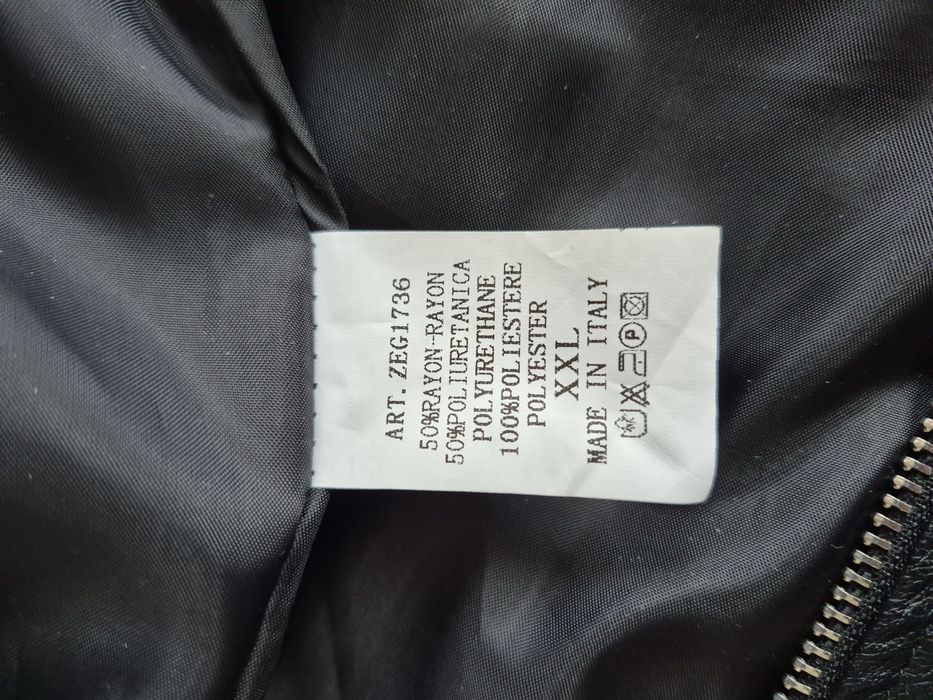 ART. ZEG1736
50%RAYON-RAYON
50%POLIURETANICA
POLYURETHANE
100%POLIESTERE
POLYESTER
XXL
MADE IN ITALY
P